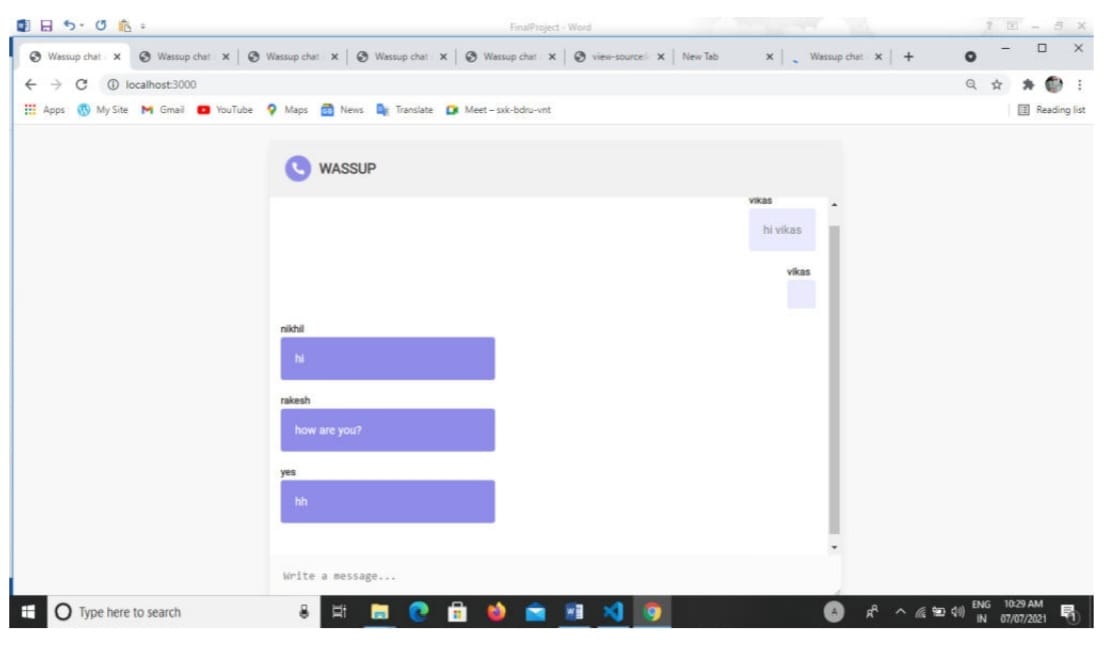 FinalProject - Word
Wassup chat Wassup chat Wassup chat Wassup chat Wassup chat view-source: New Tab Wassup chat
localhost:3000
Apps My Site Gmail YouTube Maps News Translate Meet – sxk-bdru-vnt Reading list
WASSUP
vikas
hi vikas
vikas
nikhil
hi
rakesh
how are you?
yes
hh
Write a message...
Type here to search
ENG 10:29 AM
IN 07/07/2021